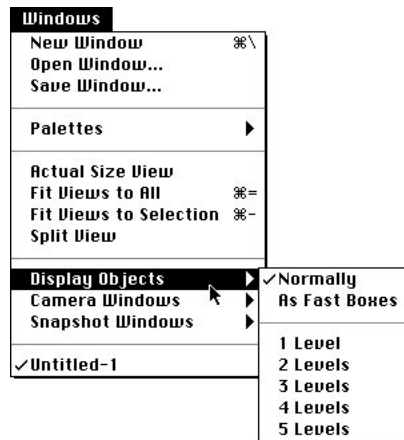 Windows
New Window ⌘\
Open Window...
Save Window...
Palettes
Actual Size View
Fit Views to All ⌘=
Fit Views to Selection ⌘-
Split View
Display Objects
Camera Windows
Snapshot Windows
✓Untitled-1
✓Normally
As Fast Boxes
1 Level
2 Levels
3 Levels
4 Levels
5 Levels